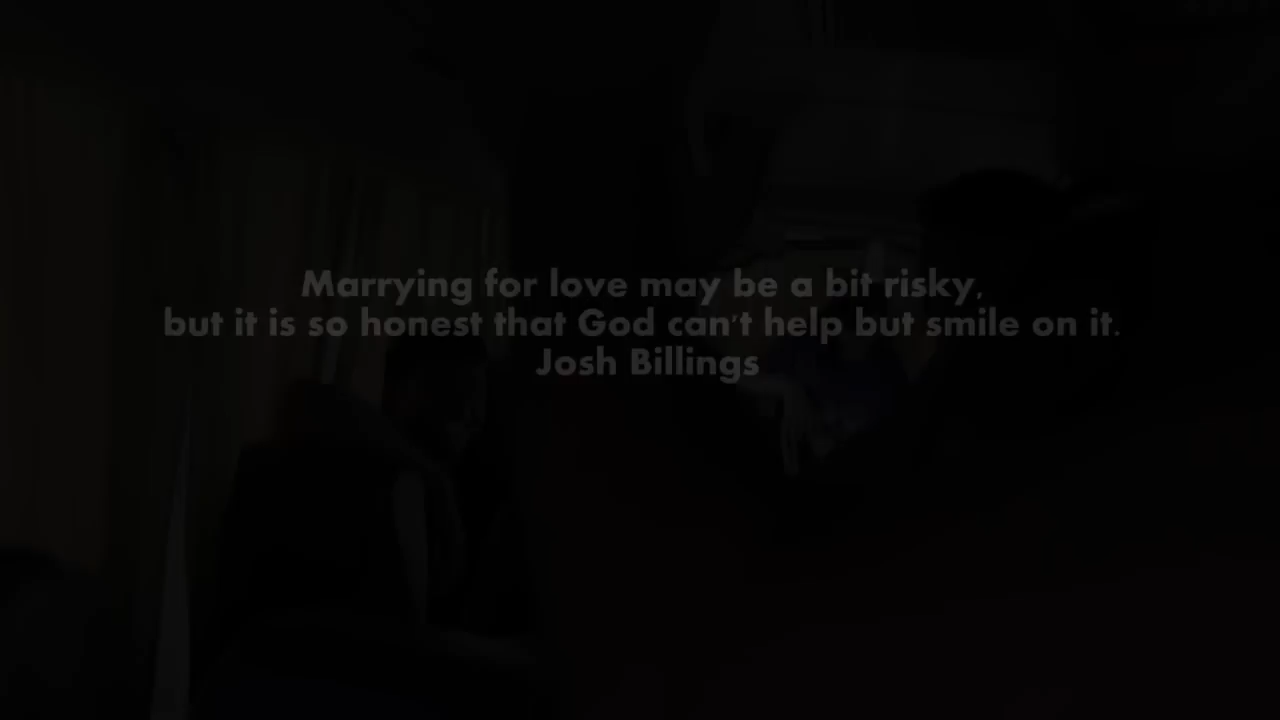 Marrying for love may be a bit risky,
but it is so honest that God can't help but smile on it.
Josh Billings